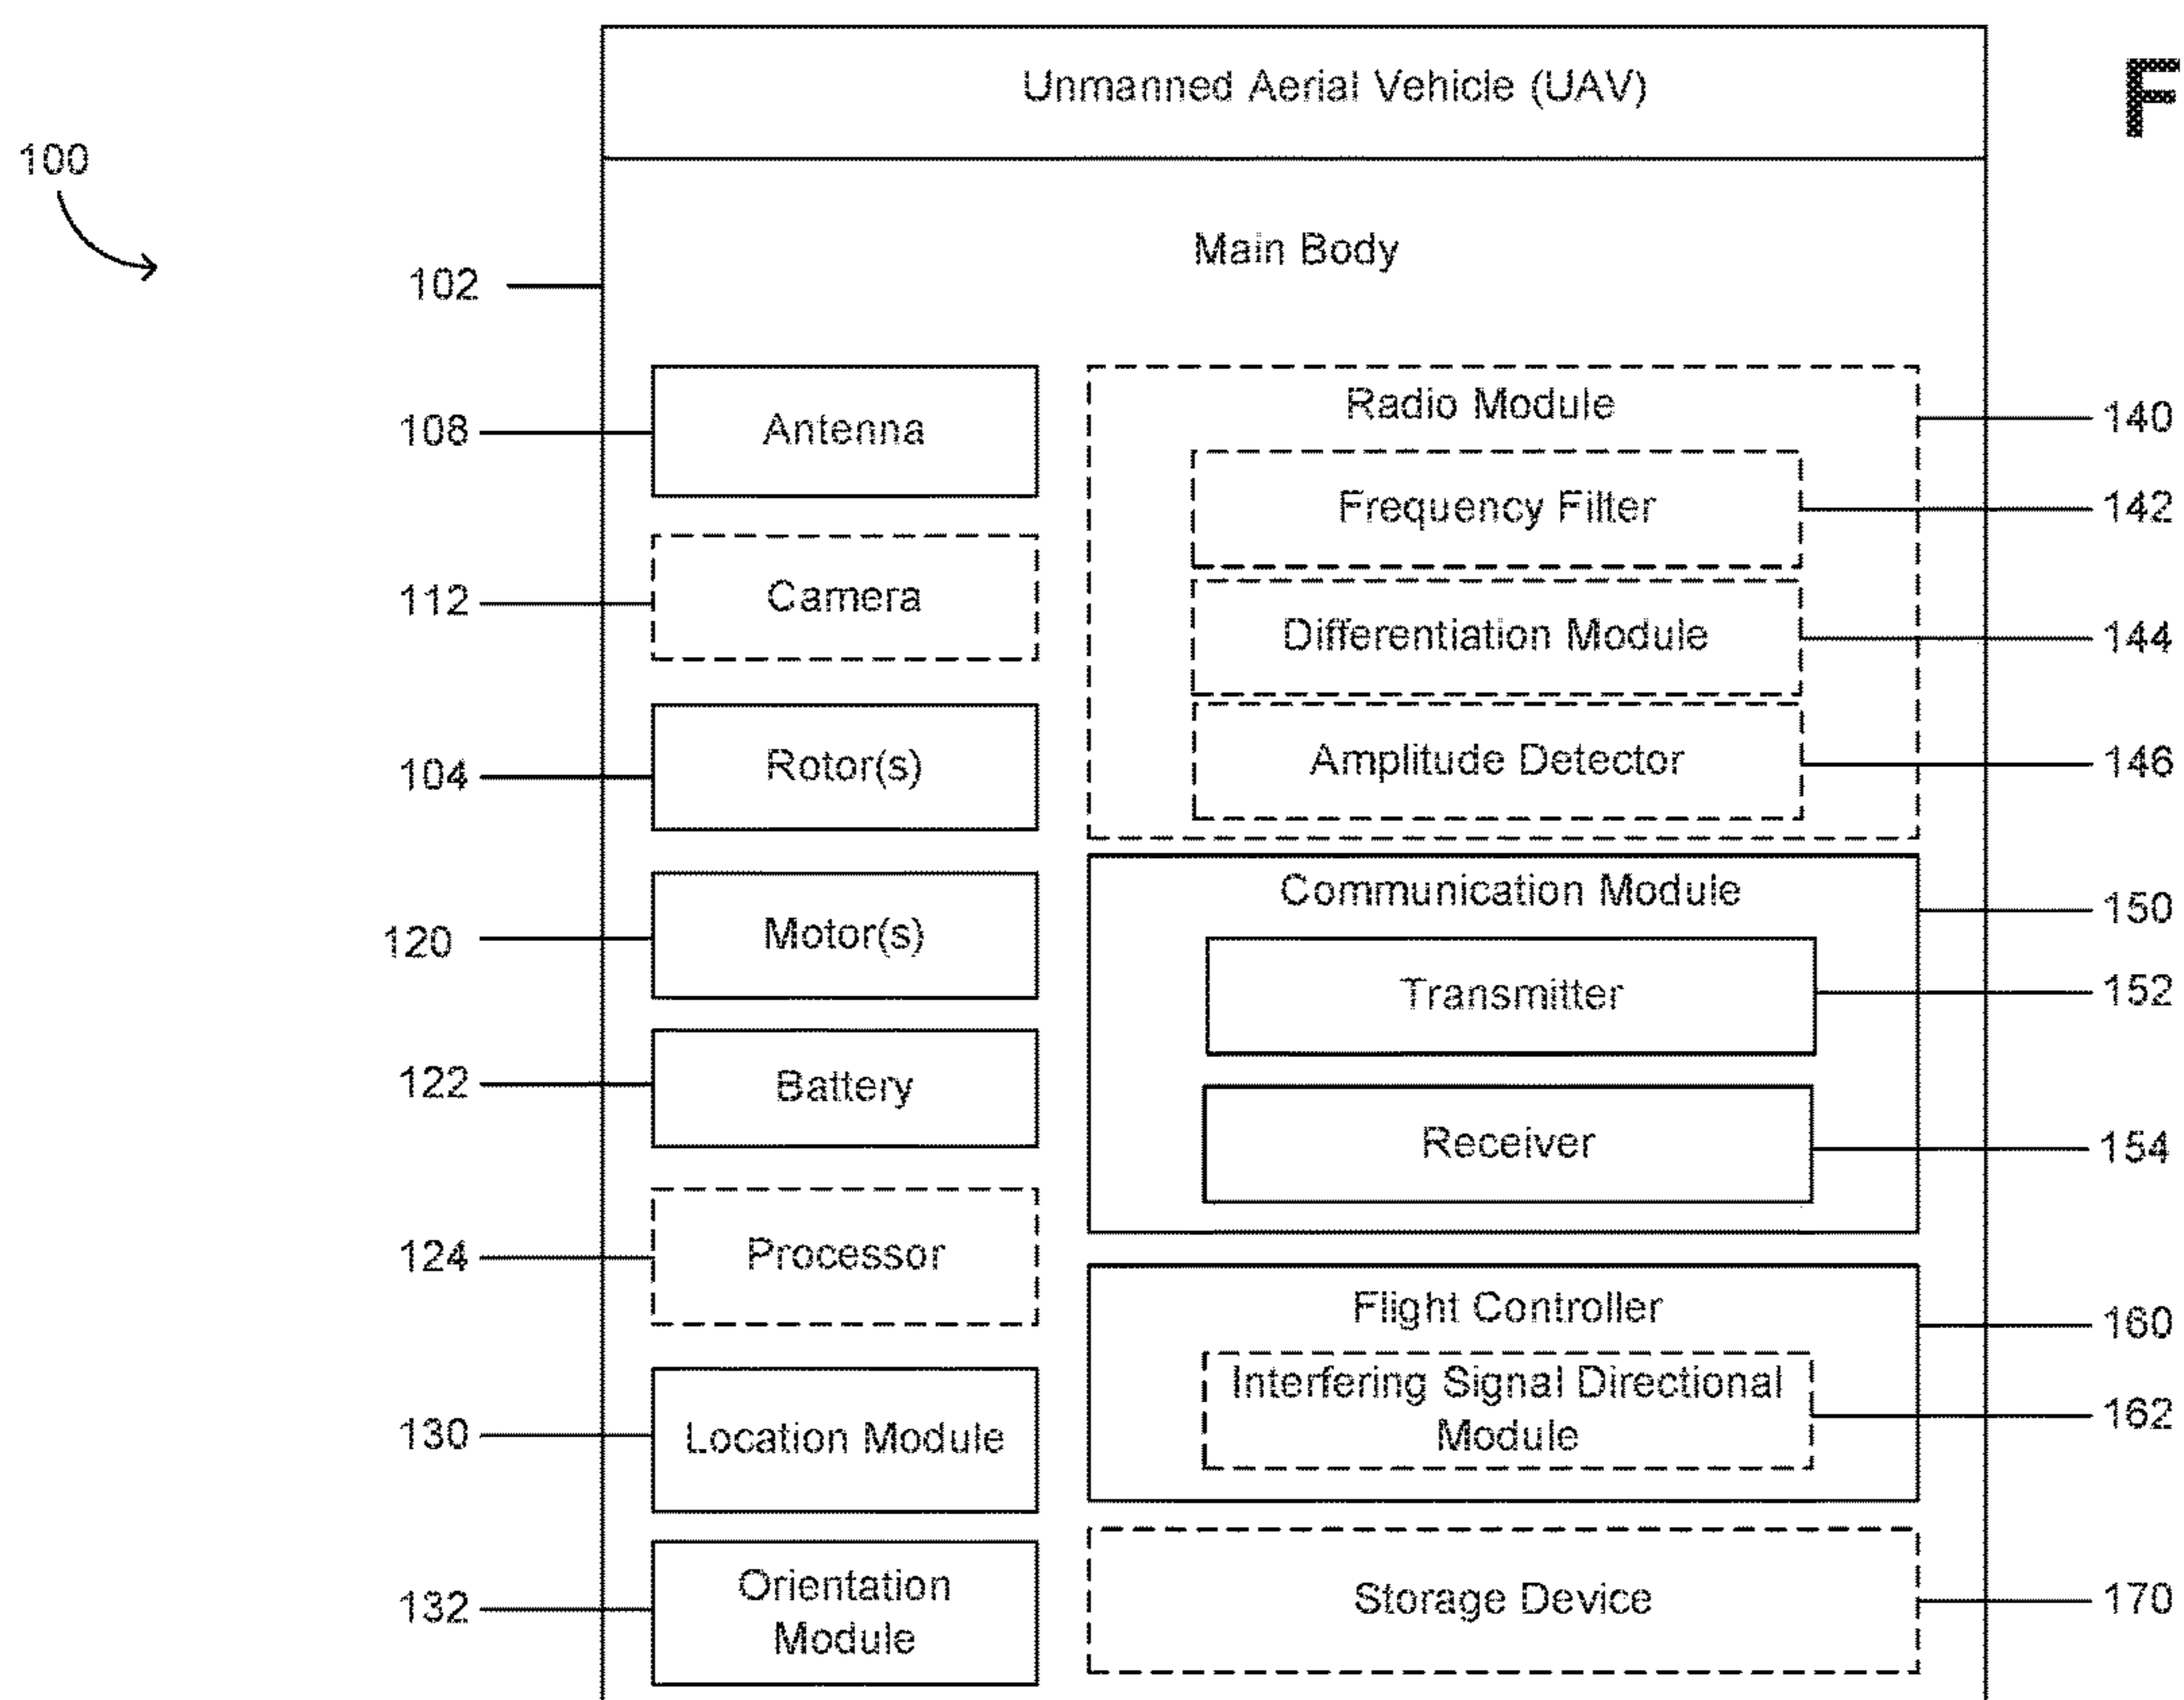 Unmanned Aerial Vehicle (UAV)
F
100
Main Body
102
108
Antenna
112
Camera
104
Rotor(s)
120
Motor(s)
122
Battery
124
Processor
130
Location Module
132
Orientation
Module
Radio Module
140
Frequency Filter
142
Differentiation Module
144
Amplitude Detector
146
Communication Module
150
Transmitter
152
Receiver
154
Flight Controller
160
Interfering Signal Directional
Module
162
Storage Device
170